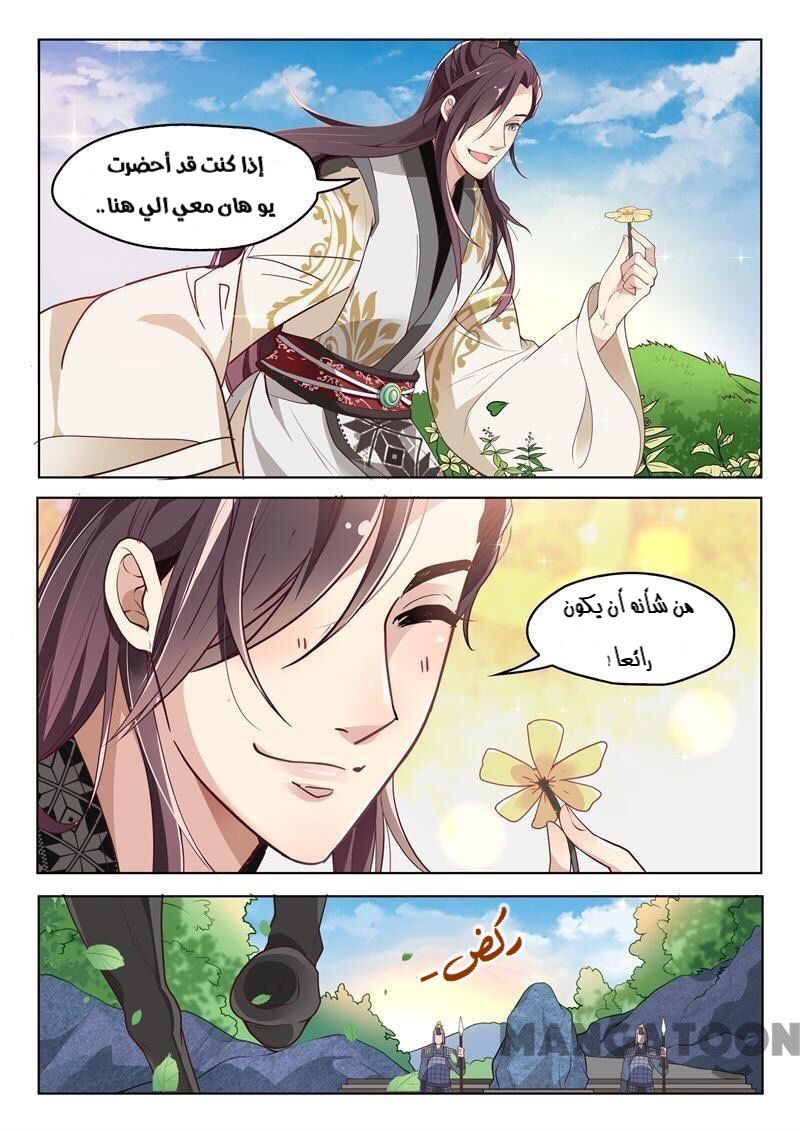 إذا كنت قد أحضرت
يو هان معي الي هنا..
من شأنه أن يكون
رائعا!
ركض-
MANGATOON